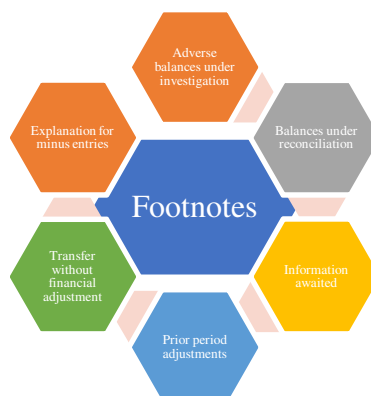 Adverse
balances under
investigation
Explanation for
minus entries
Balances under
reconciliation
Footnotes
Transfer
without
financial
adjustment
Information
awaited
Prior period
adjustments